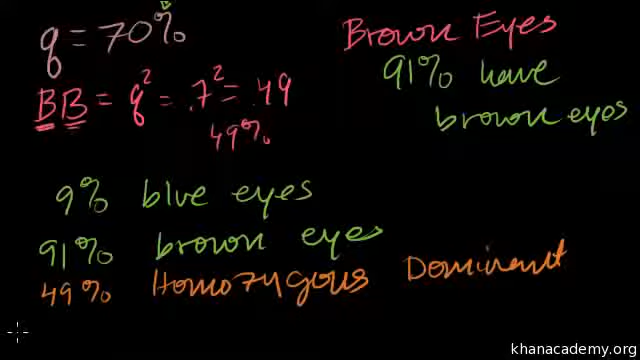 q = 70%
BB = q² = .7² = .49
49%
Brown Eyes
91% have
brown eyes
9% blue eyes
91% brown eyes
49% Homozygous Dominant
khanacademy.org